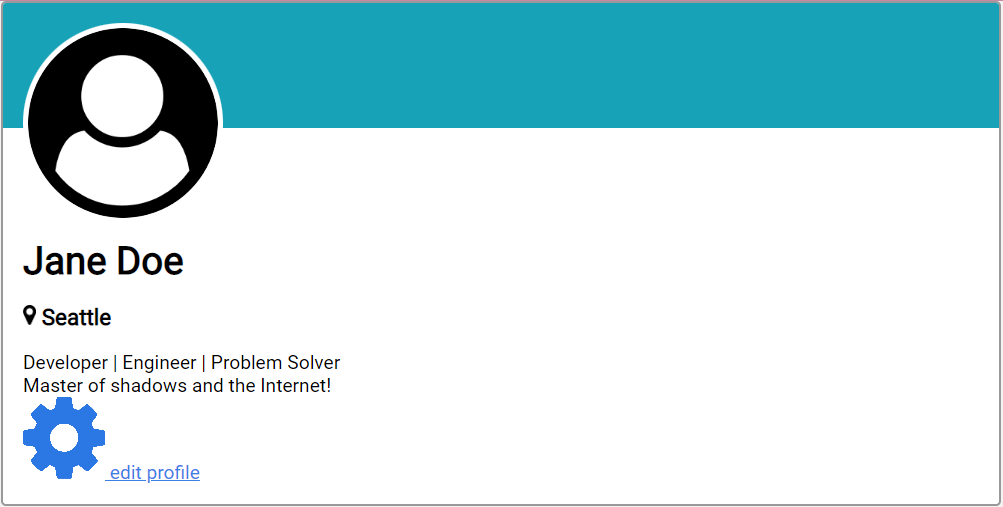 Jane Doe
Seattle
Developer | Engineer | Problem Solver
Master of shadows and the Internet!
edit profile